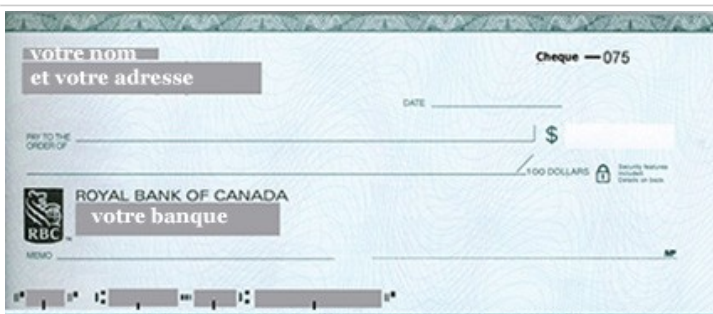 votre nom
et votre adresse
Cheque — 075
DATE
PAY TO THE
ORDER OF
$
100 DOLLARS
Security features
included.
Details on back.
ROYAL BANK OF CANADA
votre banque
RBC
MEMO
MP